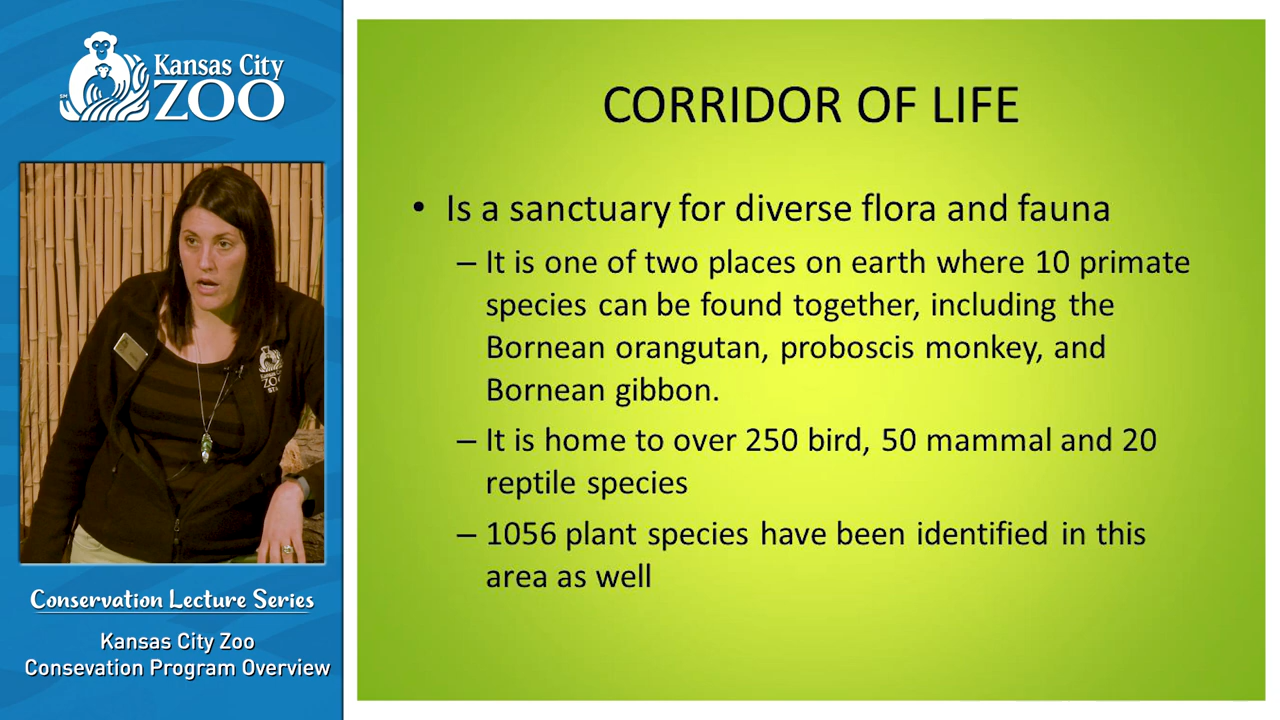 Kansas City
ZOO
SM
Conservation Lecture Series
Kansas City Zoo
Consevation Program Overview
CORRIDOR OF LIFE
• Is a sanctuary for diverse flora and fauna
– It is one of two places on earth where 10 primate
species can be found together, including the
Bornean orangutan, proboscis monkey, and
Bornean gibbon.
– It is home to over 250 bird, 50 mammal and 20
reptile species
– 1056 plant species have been identified in this
area as well